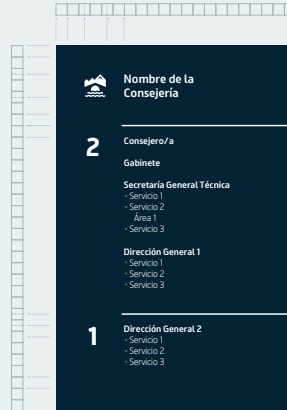 Nombre de la
Consejería
2
Consejero/a
Gabinete
Secretaría General Técnica
· Servicio 1
· Servicio 2
Área 1
· Servicio 3
Dirección General 1
· Servicio 1
· Servicio 2
· Servicio 3
1
Dirección General 2
· Servicio 1
· Servicio 2
· Servicio 3